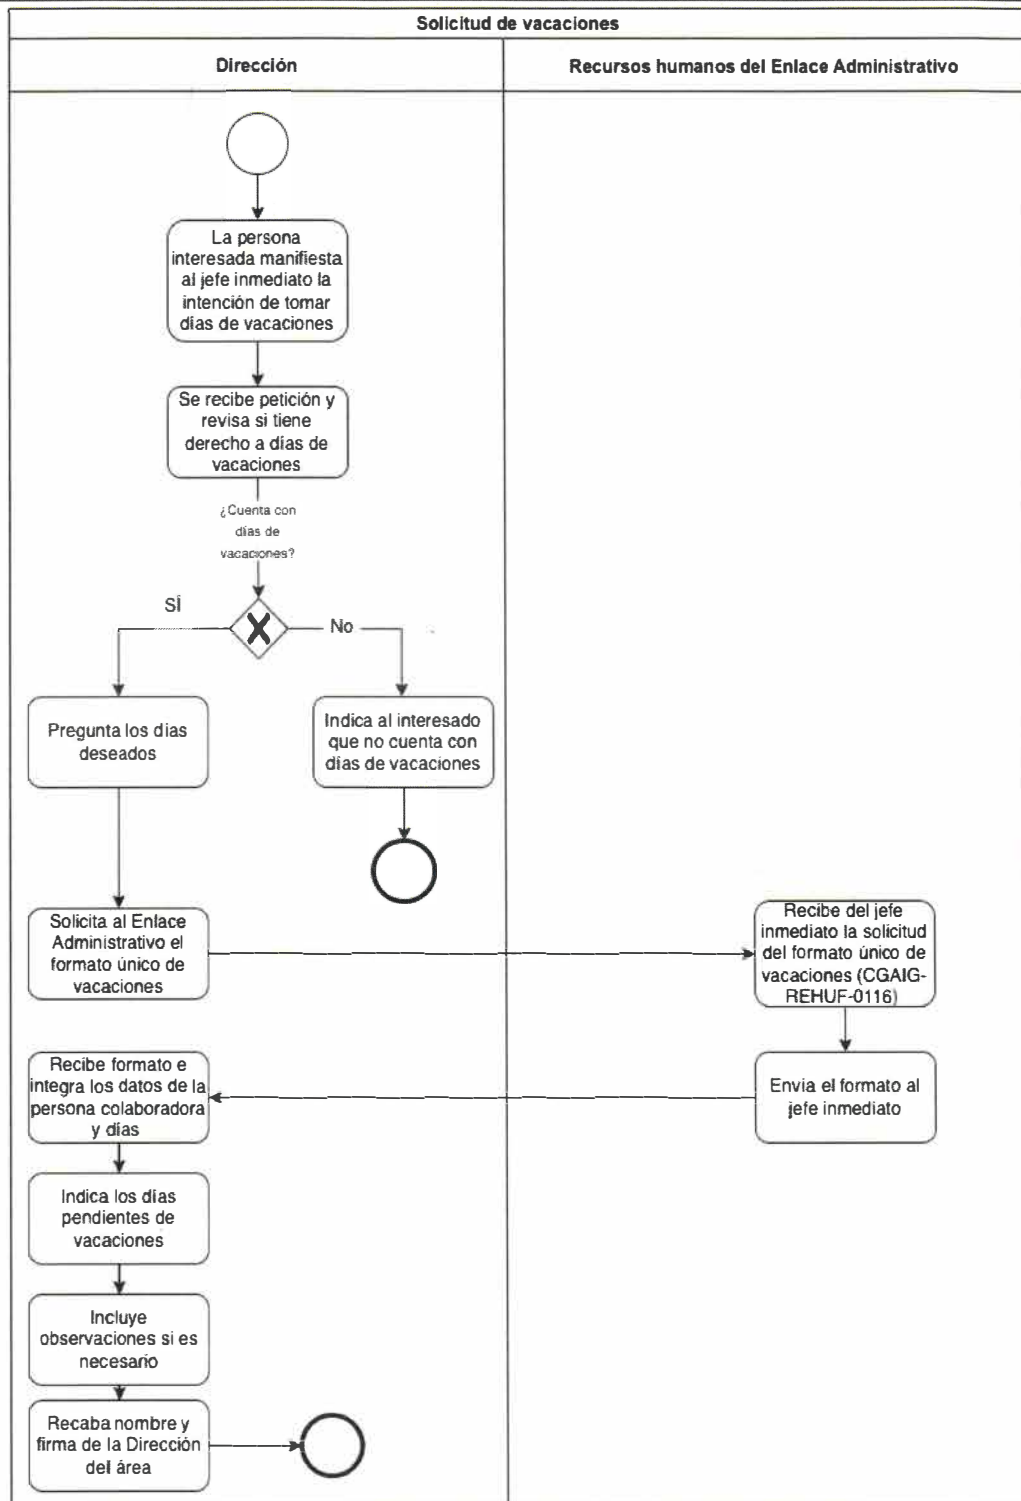 Solicitud de vacaciones
Dirección
Recursos humanos del Enlace Administrativo
La persona
interesada manifiesta
al jefe inmediato la
intención de tomar
días de vacaciones
Se recibe petición y
revisa si tiene
derecho a días de
vacaciones
¿Cuenta con
días de
vacaciones?
SÍ
No
Pregunta los días
deseados
Indica al interesado
que no cuenta con
días de vacaciones
Solicita al Enlace
Administrativo el
formato único de
vacaciones
Recibe del jefe
inmediato la solicitud
del formato único de
vacaciones (CGAIG-
REHUF-0116)
Recibe formato e
integra los datos de la
persona colaboradora
y días
Envia el formato al
jefe inmediato
Indica los días
pendientes de
vacaciones
Incluye
observaciones si es
necesario
Recaba nombre y
firma de la Dirección
del área